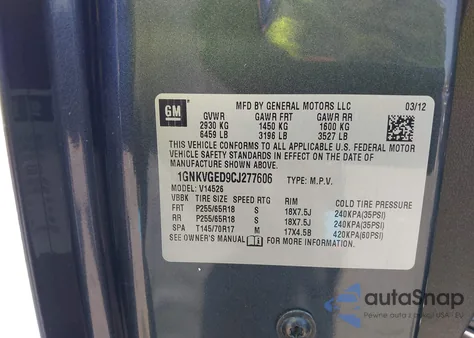 GM
MFD BY GENERAL MOTORS LLC 03/12
GVWR GAWR FRT GAWR RR
2930 KG 1450 KG 1600 KG
6459 LB 3196 LB 3527 LB
THIS VEHICLE CONFORMS TO ALL APPLICABLE U.S. FEDERAL MOTOR
VEHICLE SAFETY STANDARDS IN EFFECT ON THE DATE OF
MANUFACTURE SHOWN ABOVE.
1GNKVGED9CJ277606 TYPE: M.P.V.
MODEL: V14526
VBBK TIRE SIZE SPEED RTG RIM COLD TIRE PRESSURE
FRT P255/65R18 S 18X7.5J 240KPA(35PSI)
RR P255/65R18 S 18X7.5J 240KPA(35PSI)
SPA T145/70R17 M 17X4.5B 420KPA(60PSI)
SEE OWNER'S MANUAL FOR MORE INFORMATION.
autoSnap
Pewne auta z USA i EU